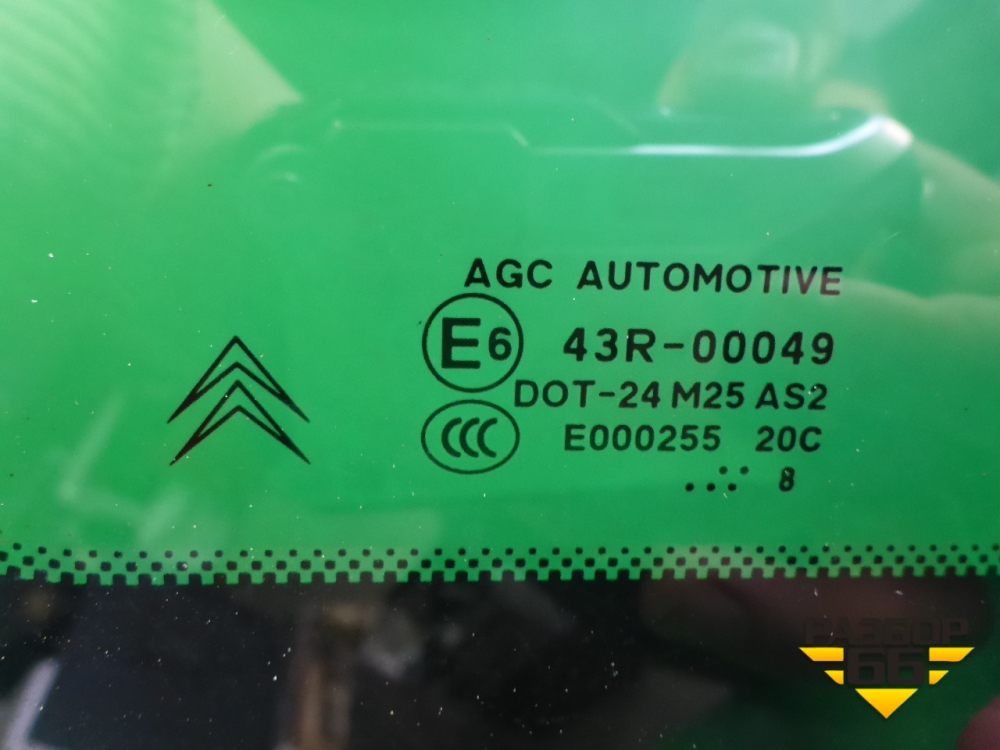 AGC AUTOMOTIVE
E6 43R-00049
DOT-24 M25 AS2
CCC E000255 20C
..:· 8
РАЗБОР
66